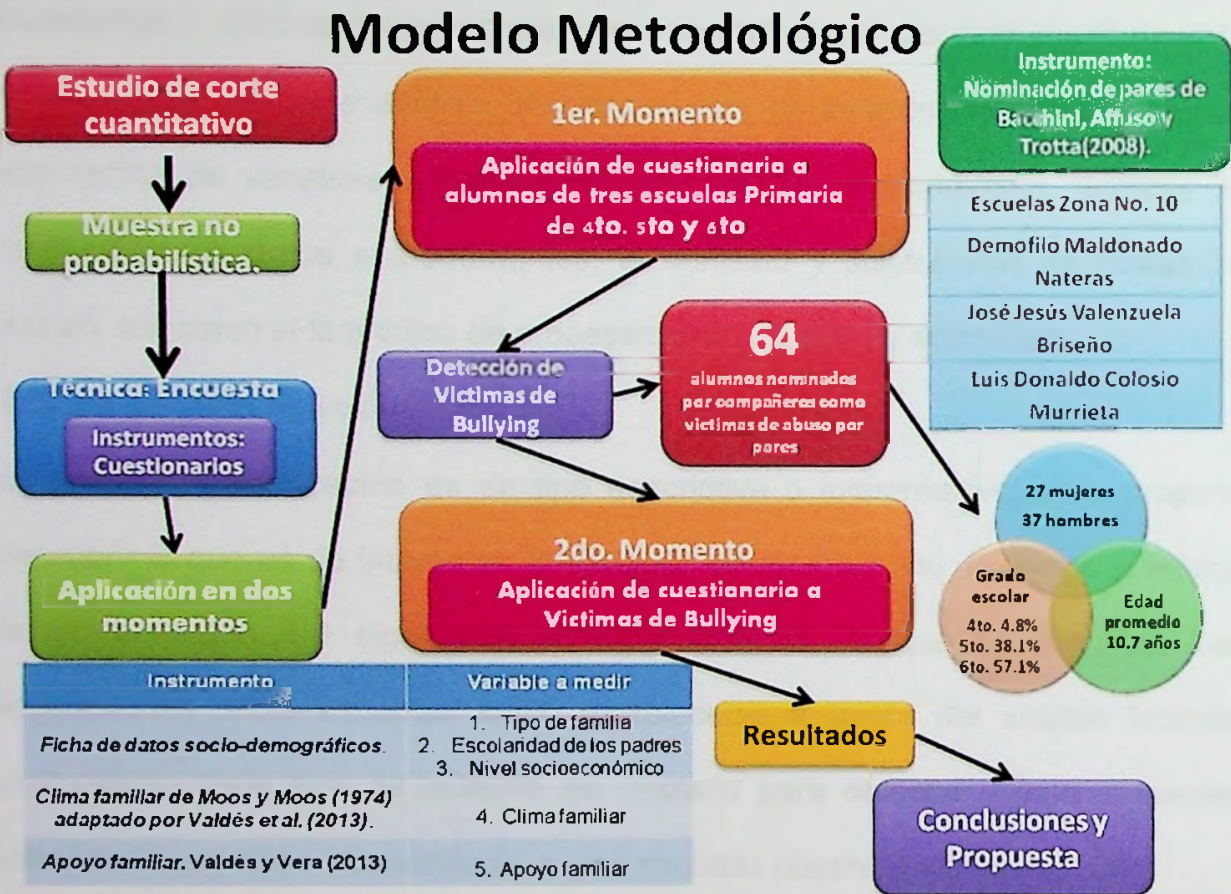 Modelo Metodológico
Estudio de corte
cuantitativo
Muestra no
probabilística.
Técnica: Encuesta
Instrumentos:
Cuestionarios
Aplicación en dos
momentos
1er. Momento
Aplicación de cuestionario a
alumnos de tres escuelas Primaria
de 4to. 5to y 6to
Detección de
Victimas de
Bullying
64
alumnos nominados
por compañeros como
victimas de abuso por
pares
2do. Momento
Aplicación de cuestionario a
Victimas de Bullying
Instrumento:
Nominación de pares de
Bacchini, Affuso y
Trotta(2008).
Escuelas Zona No. 10
Demofilo Maldonado
Nateras
José Jesús Valenzuela
Briseño
Luis Donaldo Colosio
Murrieta
27 mujeres
37 hombres
Grado
escolar
4to. 4.8%
5to. 38.1%
6to. 57.1%
Edad
promedio
10.7 años
Instrumento Variable a medir
Ficha de datos socio-demográficos.
1. Tipo de familia
2. Escolaridad de los padres
3. Nivel socioeconómico
Clima familiar de Moos y Moos (1974)
adaptado por Valdés et al. (2013).
4. Clima familiar
Apoyo familiar. Valdés y Vera (2013)
5. Apoyo familiar
Resultados
Conclusiones y
Propuesta